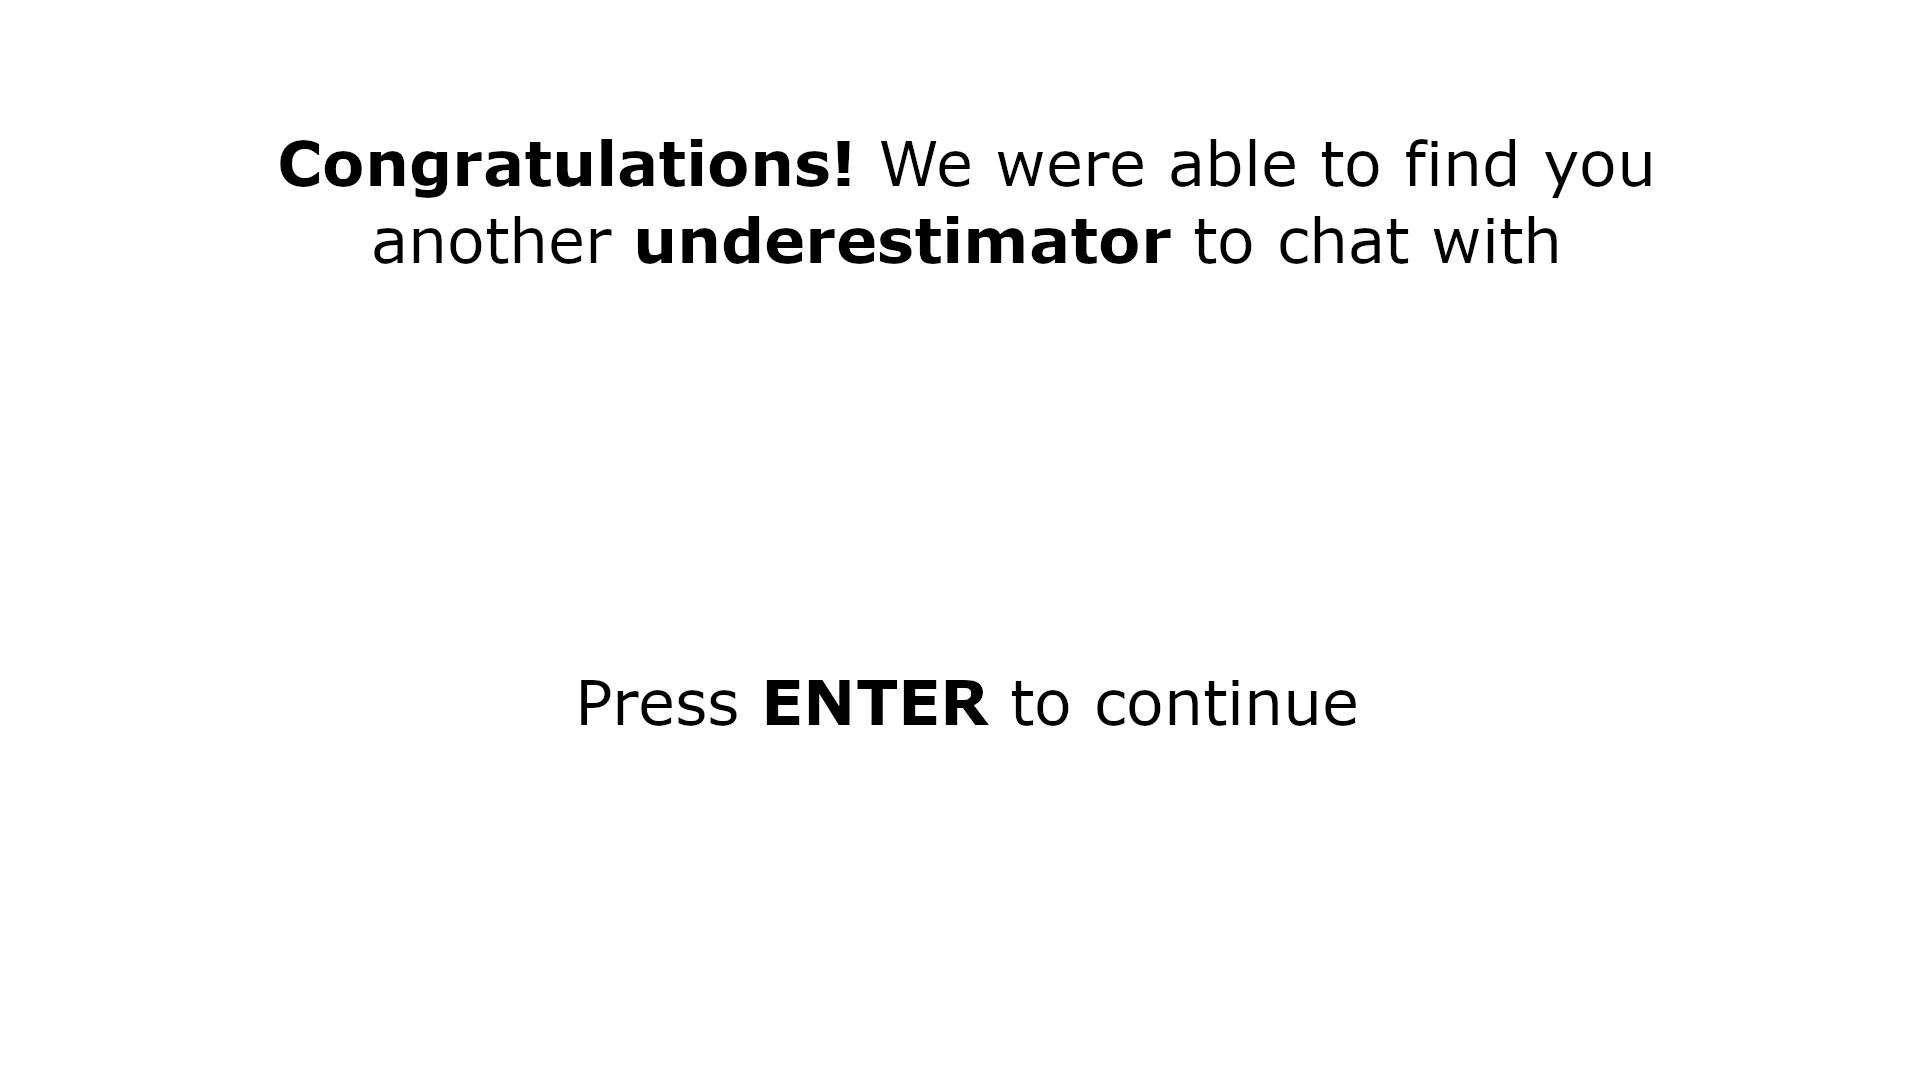 Congratulations! We were able to find you
another underestimator to chat with
Press ENTER to continue